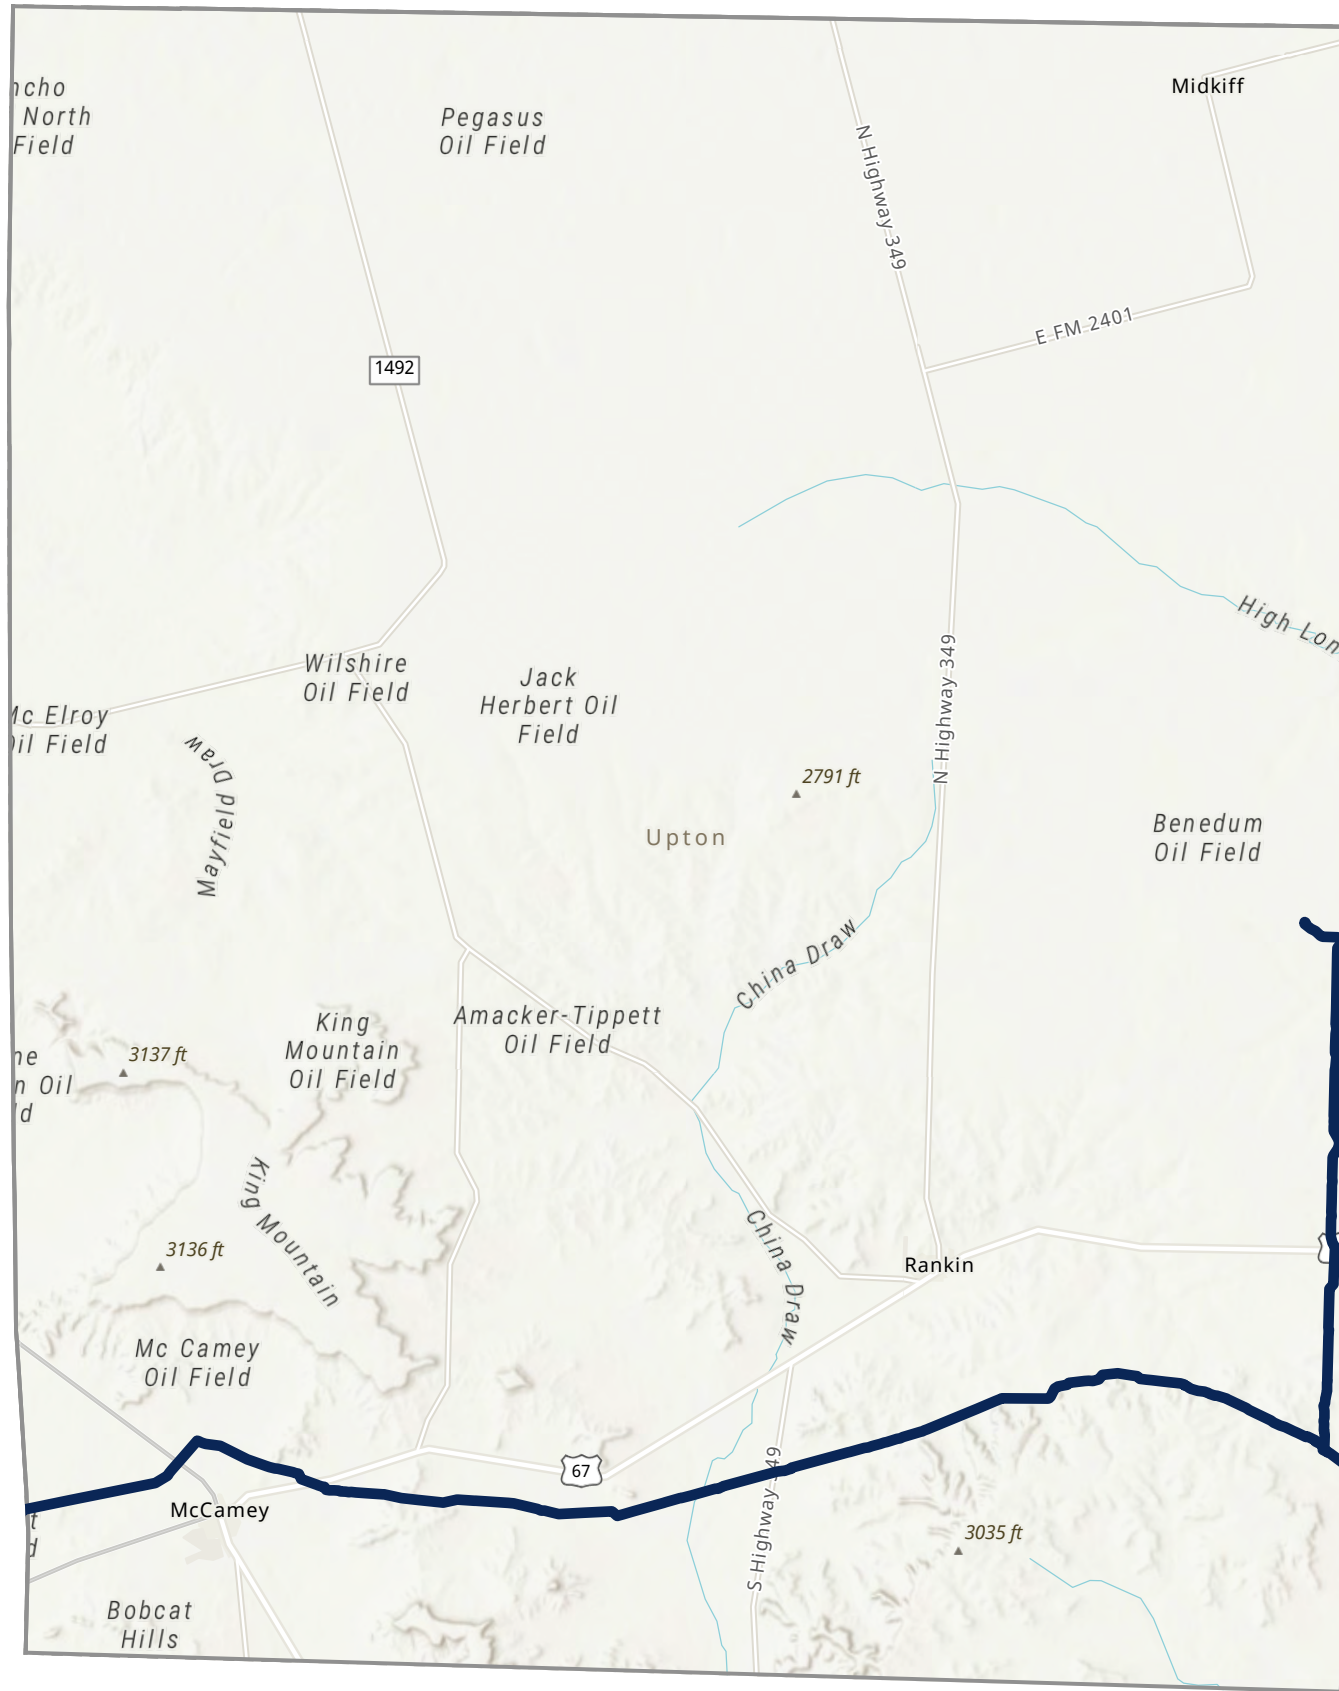 ncho
North
Field
Pegasus
Oil Field
Midkiff
N Highway 349
E FM 2401
1492
High Lon
Wilshire
Oil Field
Jack
Herbert Oil
Field
N Highway 349
Mc Elroy
Oil Field
Mayfield Draw
2791 ft
Upton
Benedum
Oil Field
China Draw
King
Mountain
Oil Field
Amacker-Tippett
Oil Field
3137 ft
ne
n Oil
ld
King Mountain
3136 ft
China Draw
Rankin
Mc Camey
Oil Field
67
S Highway 349
McCamey
t
d
3035 ft
Bobcat
Hills